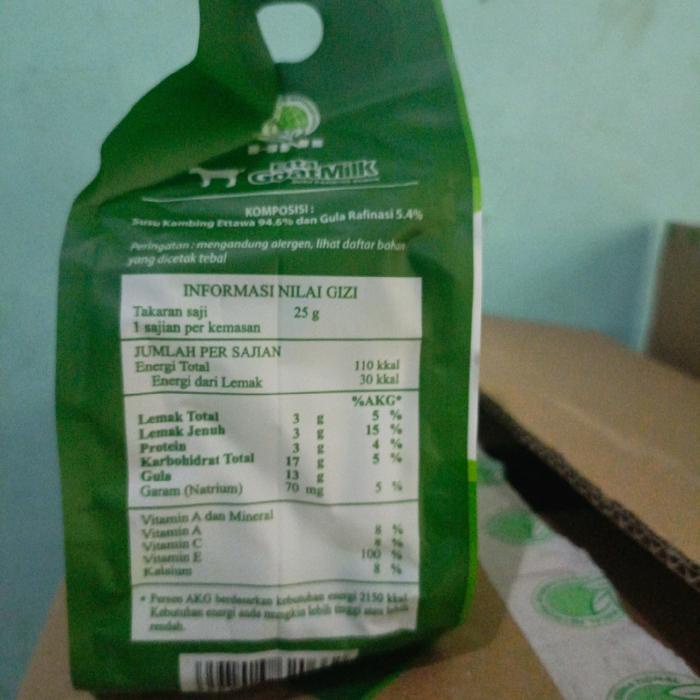 HNI
Etta
GoatMilk
KOMPOSISI :
Susu Kambing Ettawa 94.6% dan Gula Rafinasi 5.4%
Peringatan : mengandung alergen, lihat daftar bahan
yang dicetak tebal
INFORMASI NILAI GIZI
Takaran saji 25 g
1 sajian per kemasan
JUMLAH PER SAJIAN
Energi Total 110 kkal
Energi dari Lemak 30 kkal
%AKG*
Lemak Total 3 g 5 %
Lemak Jenuh 3 g 15 %
Protein 3 g 4 %
Karbohidrat Total 17 g 5 %
Gula 13 g
Garam (Natrium) 70 mg 5 %
Vitamin A dan Mineral
Vitamin A 8 %
Vitamin C %
Vitamin E 100 %
Kalsium 8 %
* Persen AKG berdasarkan kebutuhan energi 2150 kkal
Kebutuhan energi anda mungkin lebih tinggi atau lebih
rendah.